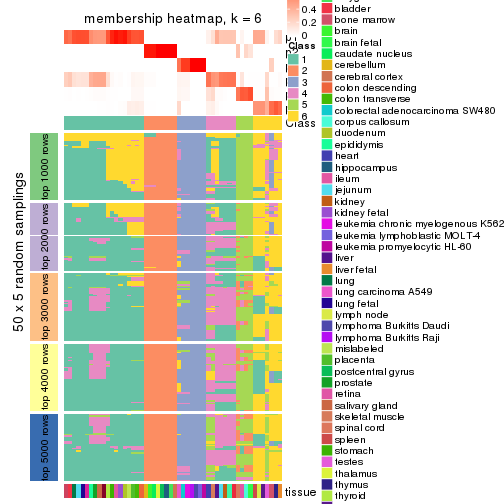 membership heatmap, k = 6
50 x 5 random samplings
top 1000 rows
top 2000 rows
top 3000 rows
top 4000 rows
top 5000 rows
0.4
0.2
0
Class
1
2
3
4
5
6
Class
tissue
bladder
bone marrow
brain
brain fetal
caudate nucleus
cerebellum
cerebral cortex
colon descending
colon transverse
colorectal adenocarcinoma SW480
corpus callosum
duodenum
epididymis
heart
hippocampus
ileum
jejunum
kidney
kidney fetal
leukemia chronic myelogenous K562
leukemia lymphoblastic MOLT-4
leukemia promyelocytic HL-60
liver
liver fetal
lung
lung carcinoma A549
lung fetal
lymph node
lymphoma Burkitts Daudi
lymphoma Burkitts Raji
mislabeled
placenta
postcentral gyrus
prostate
retina
salivary gland
skeletal muscle
spinal cord
spleen
stomach
testes
thalamus
thymus
thyroid